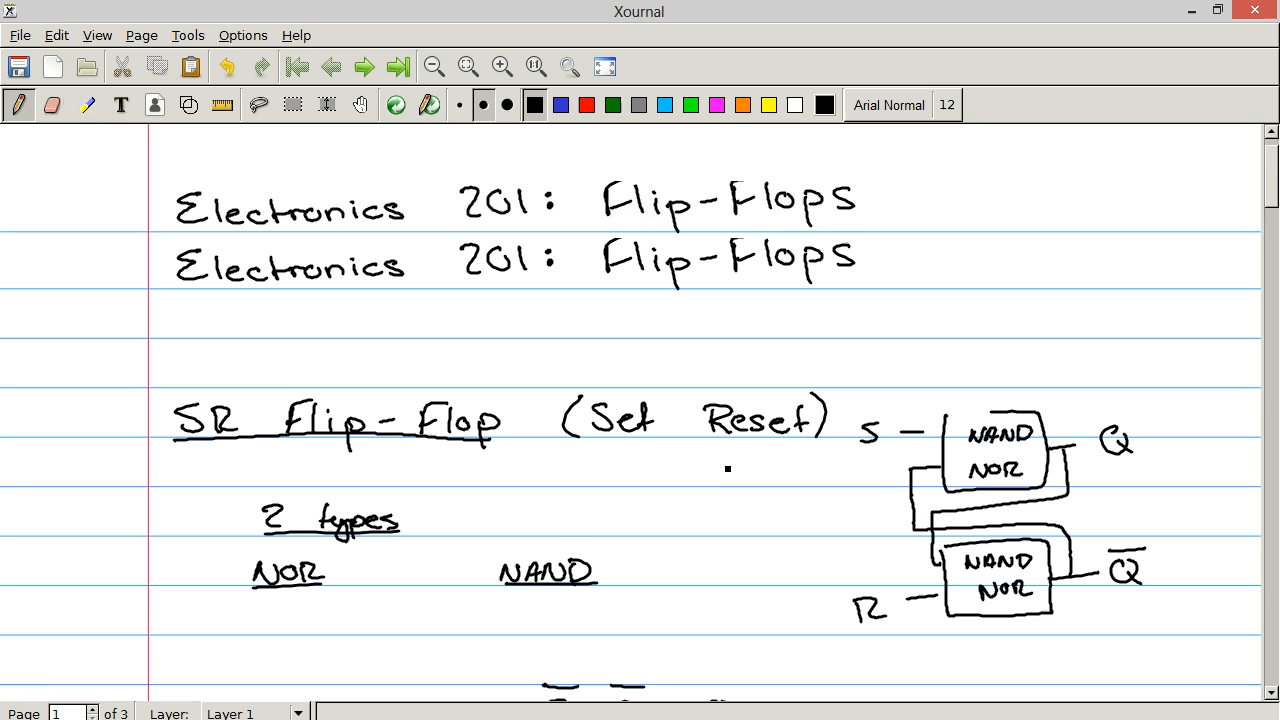 Xournal
File Edit View Page Tools Options Help
T Arial Normal 12
Electronics 201: Flip-Flops
Electronics 201: Flip-Flops
SR Flip-Flop (Set Reset)
S NAND Q
NOR
2 types
NOR NAND
NAND Q̅
NOR
R
Page 1 of 3 Layer: Layer 1